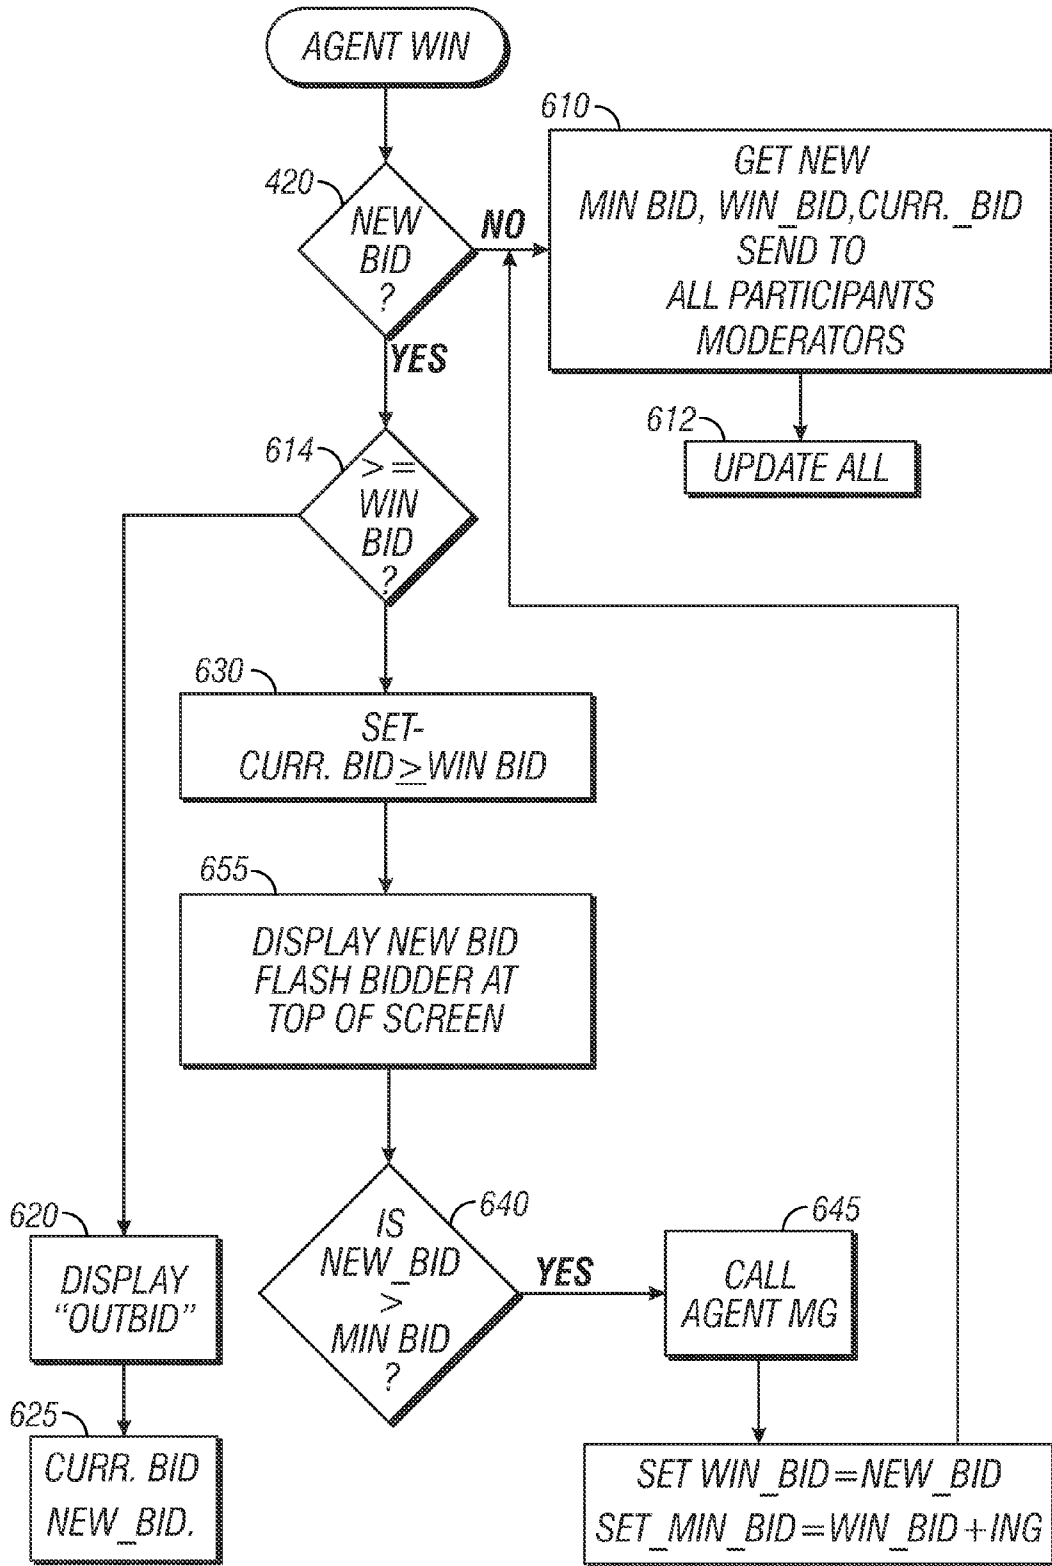 AGENT WIN
420
NEW
BID
?
NO
YES
610
GET NEW
MIN BID, WIN_BID,CURR._BID
SEND TO
ALL PARTICIPANTS
MODERATORS
612
UPDATE ALL
614
> =
WIN
BID
?
630
SET-
CURR. BID ≥ WIN BID
655
DISPLAY NEW BID
FLASH BIDDER AT
TOP OF SCREEN
640
IS
NEW_BID
>
MIN BID
?
YES
645
CALL
AGENT MG
SET WIN_BID=NEW_BID
SET_MIN_BID=WIN_BID+ING
620
DISPLAY
“OUTBID”
625
CURR. BID
NEW_BID.